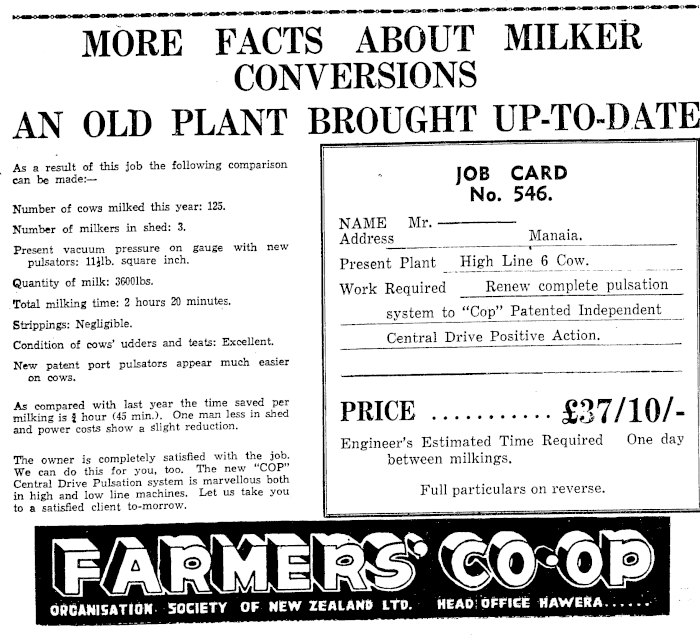 MORE FACTS ABOUT MILKER
CONVERSIONS
AN OLD PLANT BROUGHT UP-TO-DATE
As a result of this job the following comparison
can be made:—
Number of cows milked this year: 125.
Number of milkers in shed: 3.
Present vacuum pressure on gauge with new
pulsators: 11½lb. square inch.
Quantity of milk: 3600lbs.
Total milking time: 2 hours 20 minutes.
Strippings: Negligible.
Condition of cows' udders and teats: Excellent.
New patent port pulsators appear much easier
on cows.
As compared with last year the time saved per
milking is ¾ hour (45 min.). One man less in shed
and power costs show a slight reduction.
The owner is completely satisfied with the job.
We can do this for you, too. The new "COP"
Central Drive Pulsation system is marvellous both
in high and low line machines. Let us take you
to a satisfied client to-morrow.
JOB CARD
No. 546.
NAME Mr. ————
Address Manaia.
Present Plant High Line 6 Cow.
Work Required Renew complete pulsation
system to "Cop" Patented Independent
Central Drive Positive Action.
PRICE ........... £37/10/-
Engineer's Estimated Time Required One day
between milkings.
Full particulars on reverse.
FARMERS' CO-OP
ORGANISATION SOCIETY OF NEW ZEALAND LTD. HEAD OFFICE HAWERA......